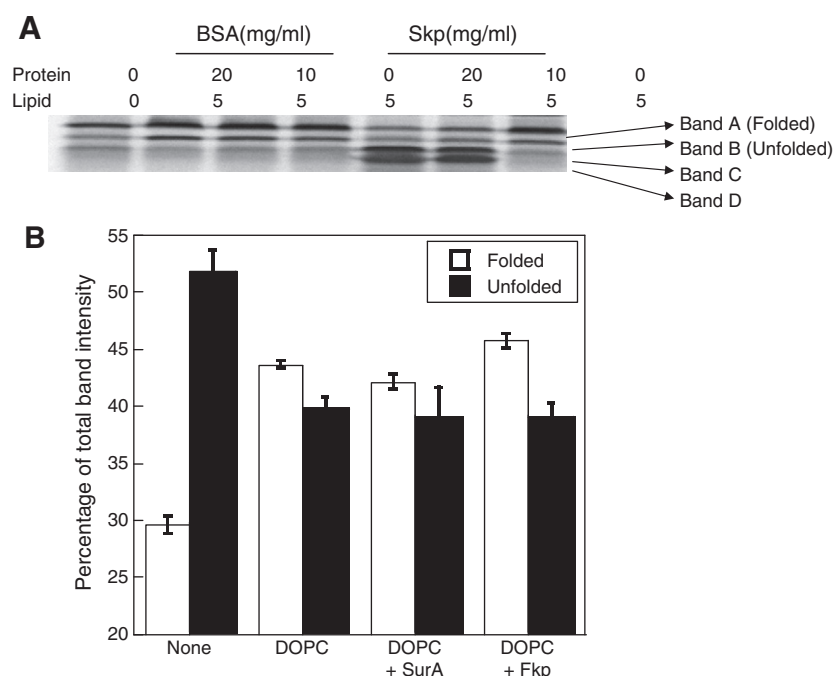 A
BSA(mg/ml) Skp(mg/ml)
Protein 0 20 10 0 20 10 0
Lipid 0 5 5 5 5 5 5
Band A (Folded)
Band B (Unfolded)
Band C
Band D
B
Percentage of total band intensity
55
50
45
40
35
30
25
20
Folded
Unfolded
None DOPC DOPC DOPC
+ SurA + Fkp